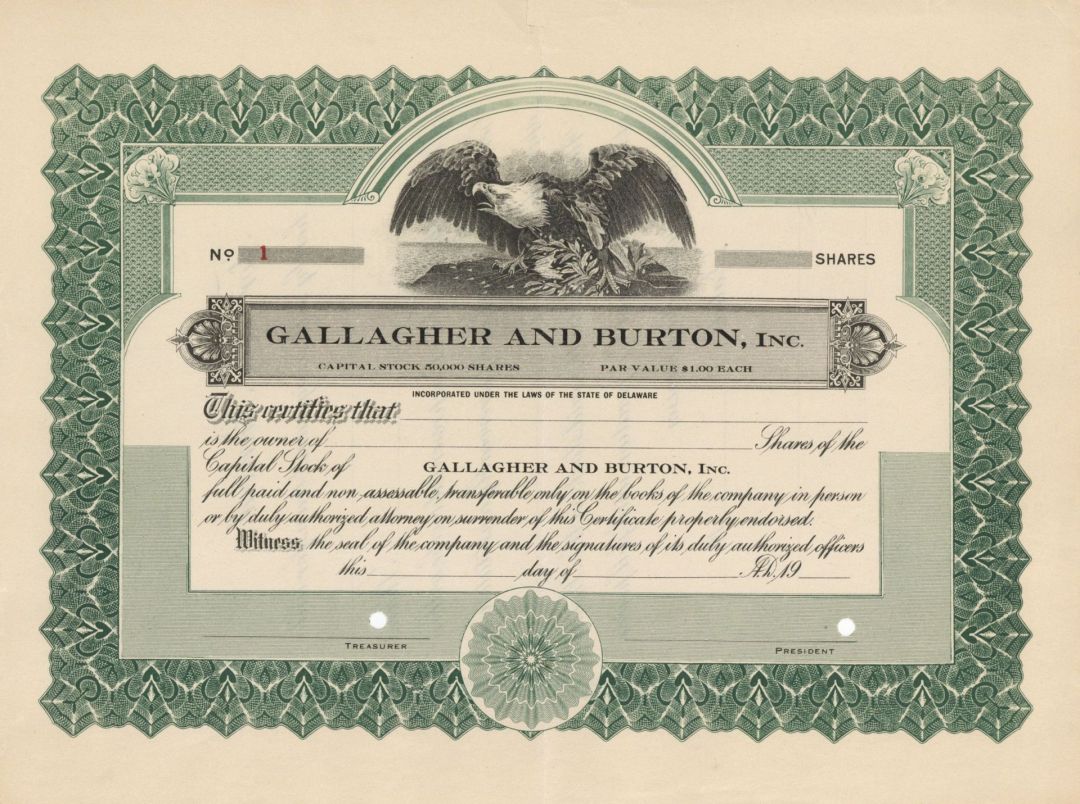 No 1 SHARES
GALLAGHER AND BURTON, INC.
CAPITAL STOCK 50,000 SHARES PAR VALUE $1.00 EACH
INCORPORATED UNDER THE LAWS OF THE STATE OF DELAWARE
This certifies that
is the owner of Shares of the
Capital Stock of GALLAGHER AND BURTON, INC.
full paid and non-assessable, transferable only on the books of the company in person
or by duly authorized attorney on surrender of this Certificate properly endorsed.
Witness the seal of the company and the signatures of its duly authorized officers
this day of A.D. 19
TREASURER PRESIDENT